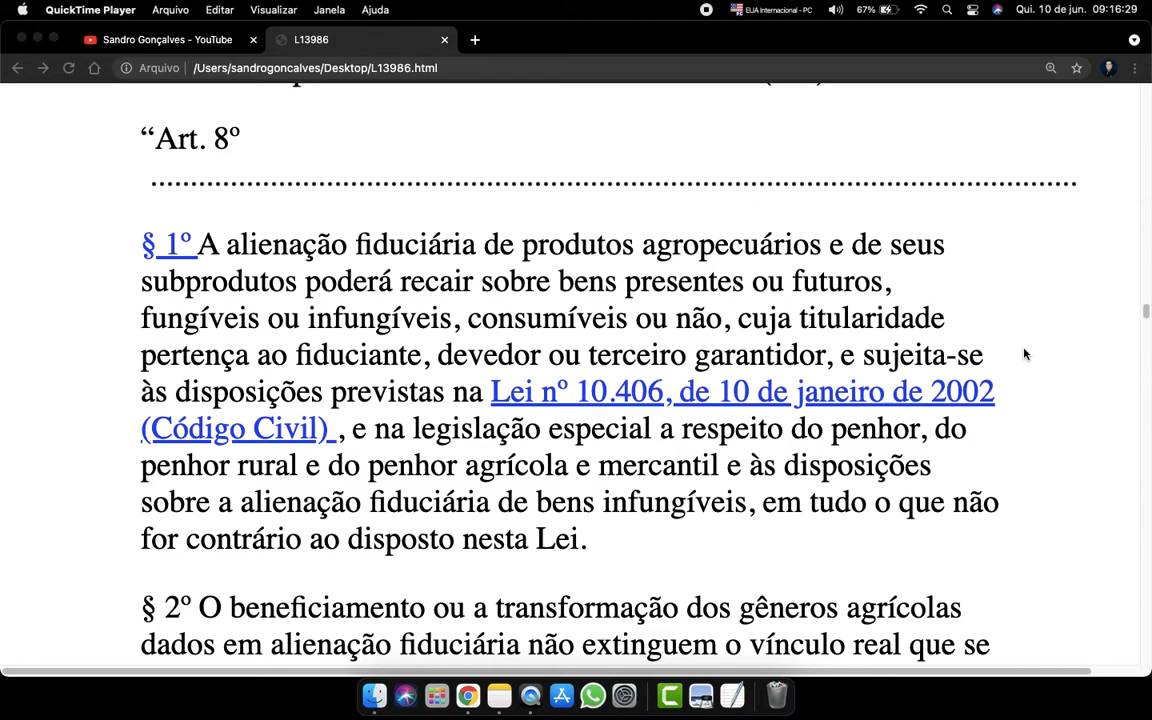 QuickTime Player Arquivo Editar Visualizar Janela Ajuda EUA Internacional - PC 67% Qui. 10 de jun. 09:16:29
Sandro Gonçalves - YouTube L13986
Arquivo /Users/sandrogoncalves/Desktop/L13986.html
“Art. 8º
....................................................................................................................
§ 1º A alienação fiduciária de produtos agropecuários e de seus
subprodutos poderá recair sobre bens presentes ou futuros,
fungíveis ou infungíveis, consumíveis ou não, cuja titularidade
pertença ao fiduciante, devedor ou terceiro garantidor, e sujeita-se
às disposições previstas na Lei nº 10.406, de 10 de janeiro de 2002
(Código Civil) , e na legislação especial a respeito do penhor, do
penhor rural e do penhor agrícola e mercantil e às disposições
sobre a alienação fiduciária de bens infungíveis, em tudo o que não
for contrário ao disposto nesta Lei.
§ 2º O beneficiamento ou a transformação dos gêneros agrícolas
dados em alienação fiduciária não extinguem o vínculo real que se